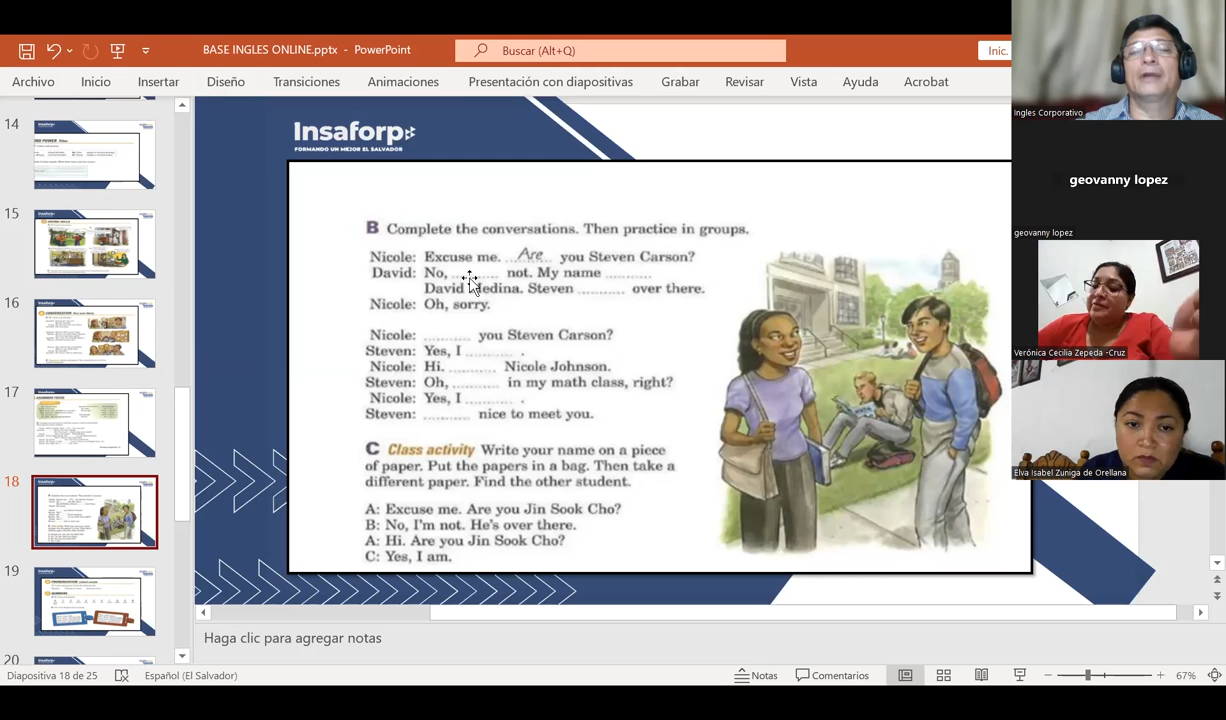 BASE INGLES ONLINE.pptx - PowerPoint
Buscar (Alt+Q)
Inic.
Archivo Inicio Insertar Diseño Transiciones Animaciones Presentación con diapositivas Grabar Revisar Vista Ayuda Acrobat
14
15
16
17
18
19
20
Insaforp
FORMANDO UN MEJOR EL SALVADOR
B Complete the conversations. Then practice in groups.
Nicole: Excuse me. Are you Steven Carson?
David: No, .......... not. My name ..........
David Medina. Steven .......... over there.
Nicole: Oh, sorry.
Nicole: .......... you Steven Carson?
Steven: Yes, I .......... .
Nicole: Hi. .......... Nicole Johnson.
Steven: Oh, .......... in my math class, right?
Nicole: Yes, I .......... .
Steven: .......... nice to meet you.
C Class activity Write your name on a piece
of paper. Put the papers in a bag. Then take a
different paper. Find the other student.
A: Excuse me. Are you Jin Sook Cho?
B: No, I'm not. He's over there.
A: Hi. Are you Jin Sook Cho?
C: Yes, I am.
Ingles Corporativo
geovanny lopez
geovanny lopez
Verónica Cecilia Zepeda -Cruz
Elva Isabel Zuniga de Orellana
Haga clic para agregar notas
Diapositiva 18 de 25 Español (El Salvador) Notas Comentarios 67%